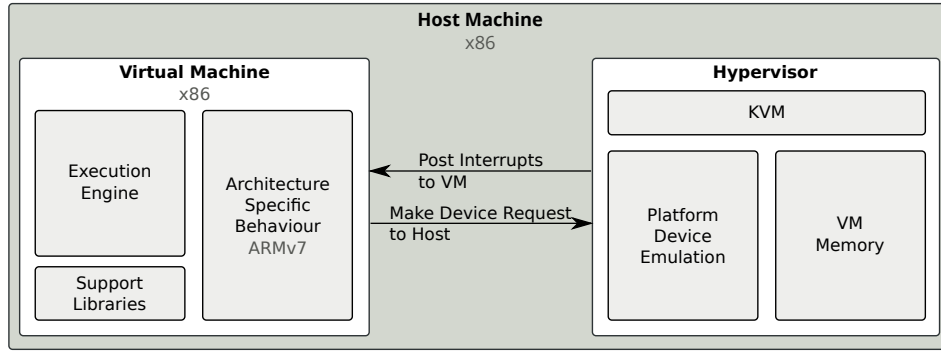 Host Machine
x86
Virtual Machine
x86
Execution
Engine
Support
Libraries
Architecture
Specific
Behaviour
ARMv7
Post Interrupts
to VM
Make Device Request
to Host
Hypervisor
KVM
Platform
Device
Emulation
VM
Memory